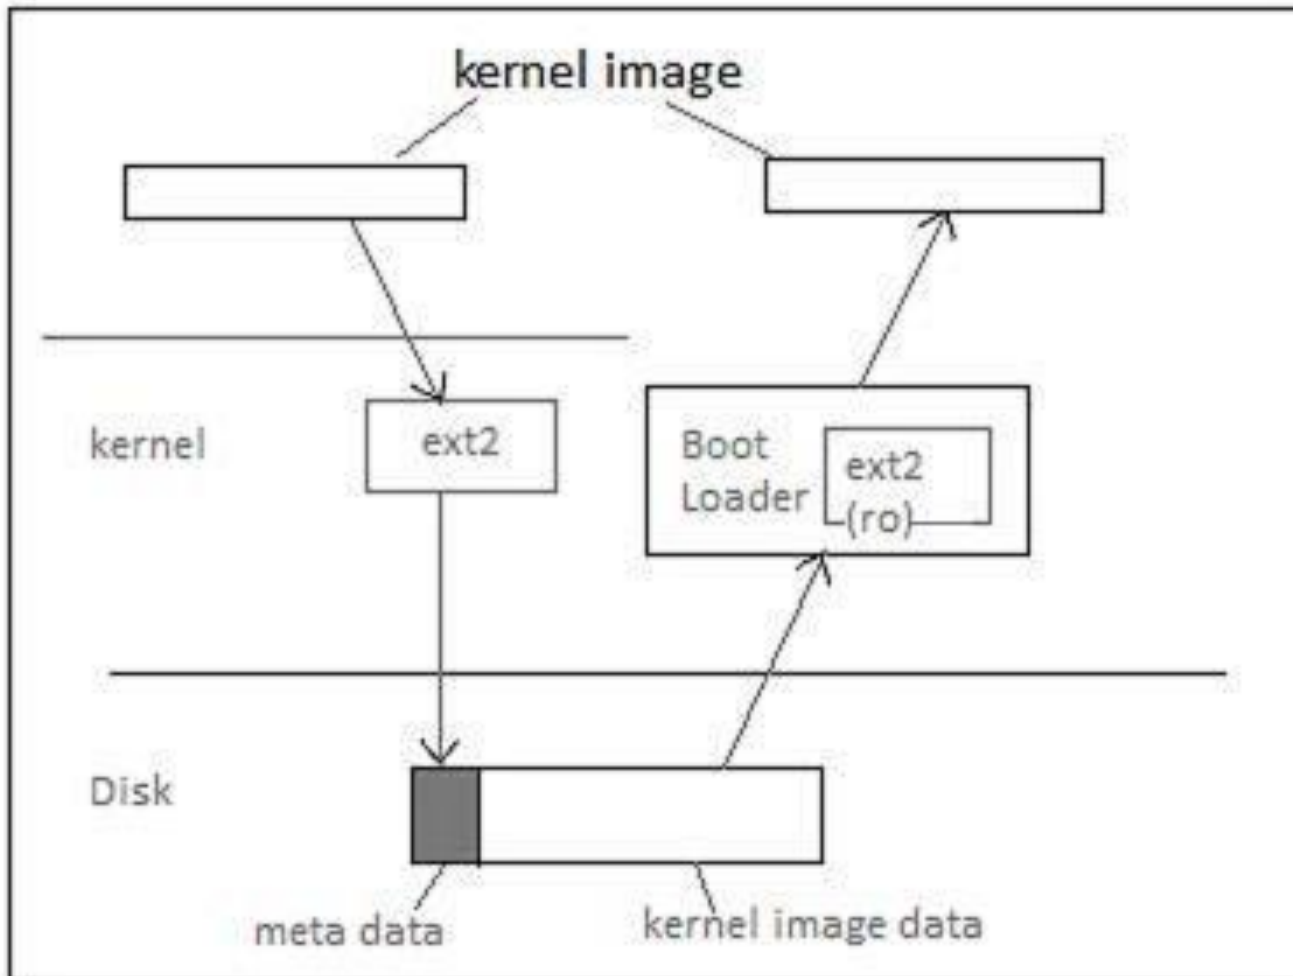 kernel image
kernel
ext2
Boot
Loader
ext2
(ro)
Disk
meta data
kernel image data